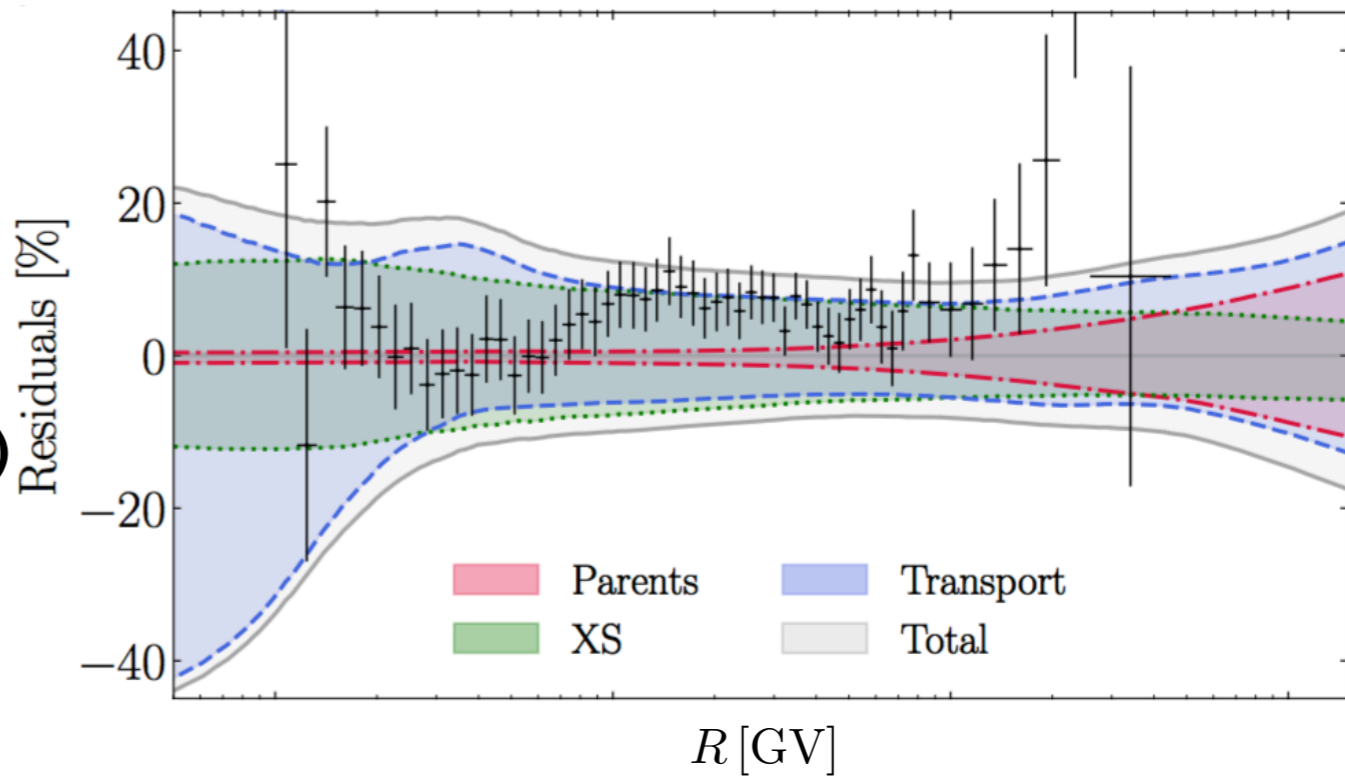 40
20
0
−20
−40
Residuals [%]
)
Parents
Transport
XS
Total
R [GV]